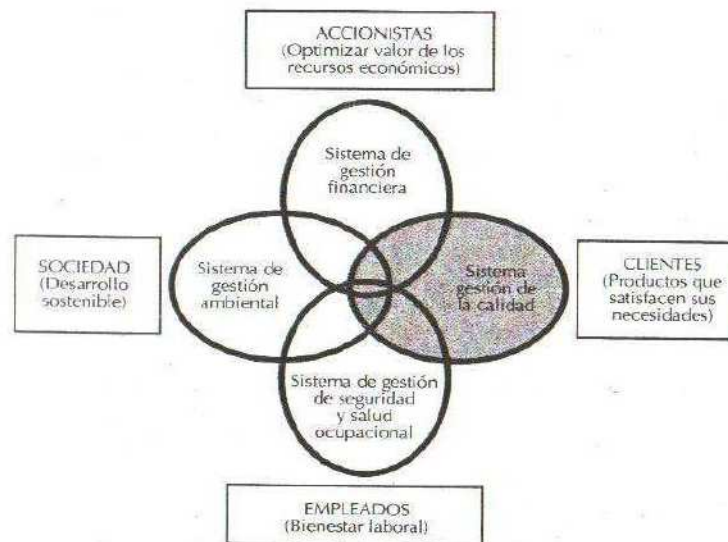 ACCIONISTAS
(Optimizar valor de los
recursos económicos)
Sistema de
gestión
financiera
SOCIEDAD
(Desarrollo
sostenible)
Sistema de
gestión
ambiental
Sistema
gestión de
la calidad
CLIENTES
(Productos que
satisfacen sus
necesidades)
Sistema de gestión
de seguridad
y salud
ocupacional
EMPLEADOS
(Bienestar laboral)